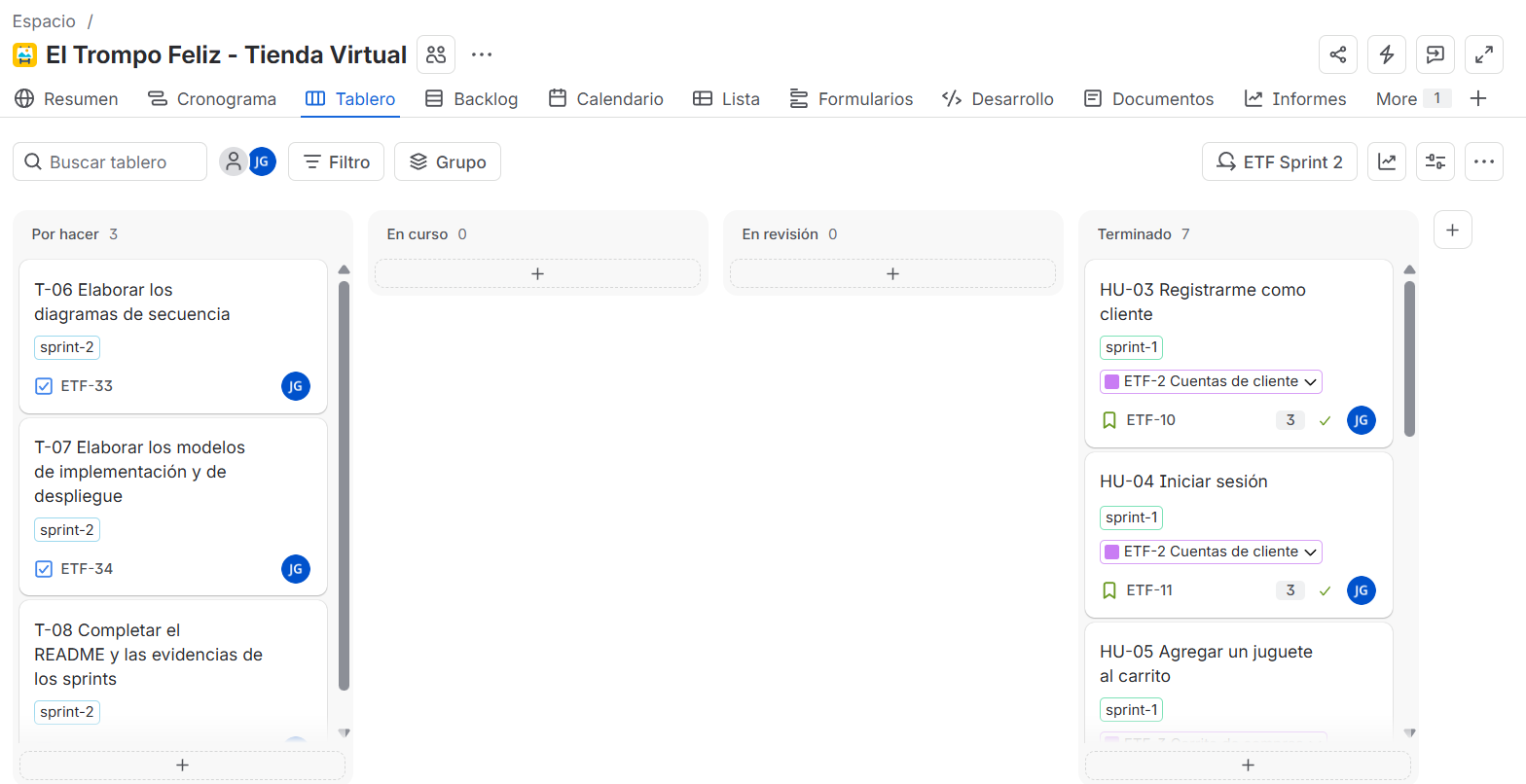 Espacio /
El Trompo Feliz - Tienda Virtual
Resumen Cronograma Tablero Backlog Calendario Lista Formularios Desarrollo Documentos Informes More 1
Buscar tablero JG Filtro Grupo ETF Sprint 2
Por hacer 3
T-06 Elaborar los
diagramas de secuencia
sprint-2
ETF-33 JG
T-07 Elaborar los modelos
de implementación y de
despliegue
sprint-2
ETF-34 JG
T-08 Completar el
README y las evidencias de
los sprints
sprint-2
En curso 0
En revisión 0
Terminado 7
HU-03 Registrarme como
cliente
sprint-1
ETF-2 Cuentas de cliente
ETF-10 3 JG
HU-04 Iniciar sesión
sprint-1
ETF-2 Cuentas de cliente
ETF-11 3 JG
HU-05 Agregar un juguete
al carrito
sprint-1